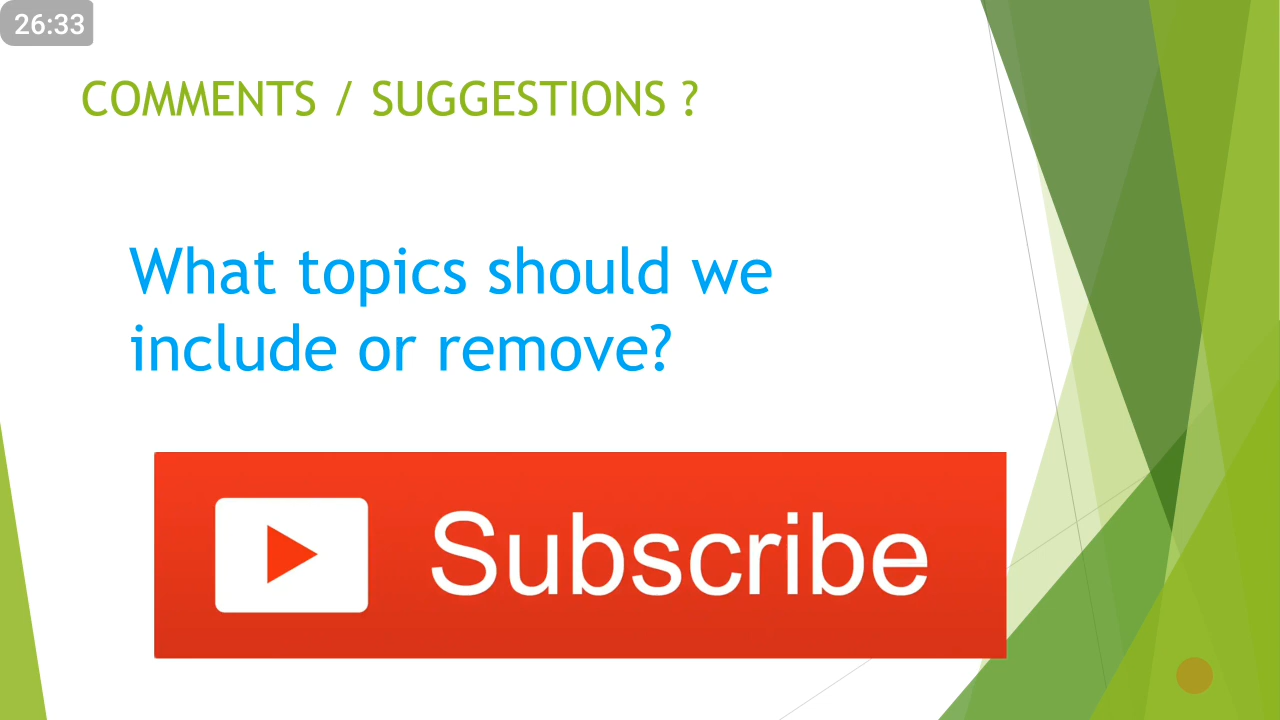 26:33
COMMENTS / SUGGESTIONS ?
What topics should we
include or remove?
Subscribe